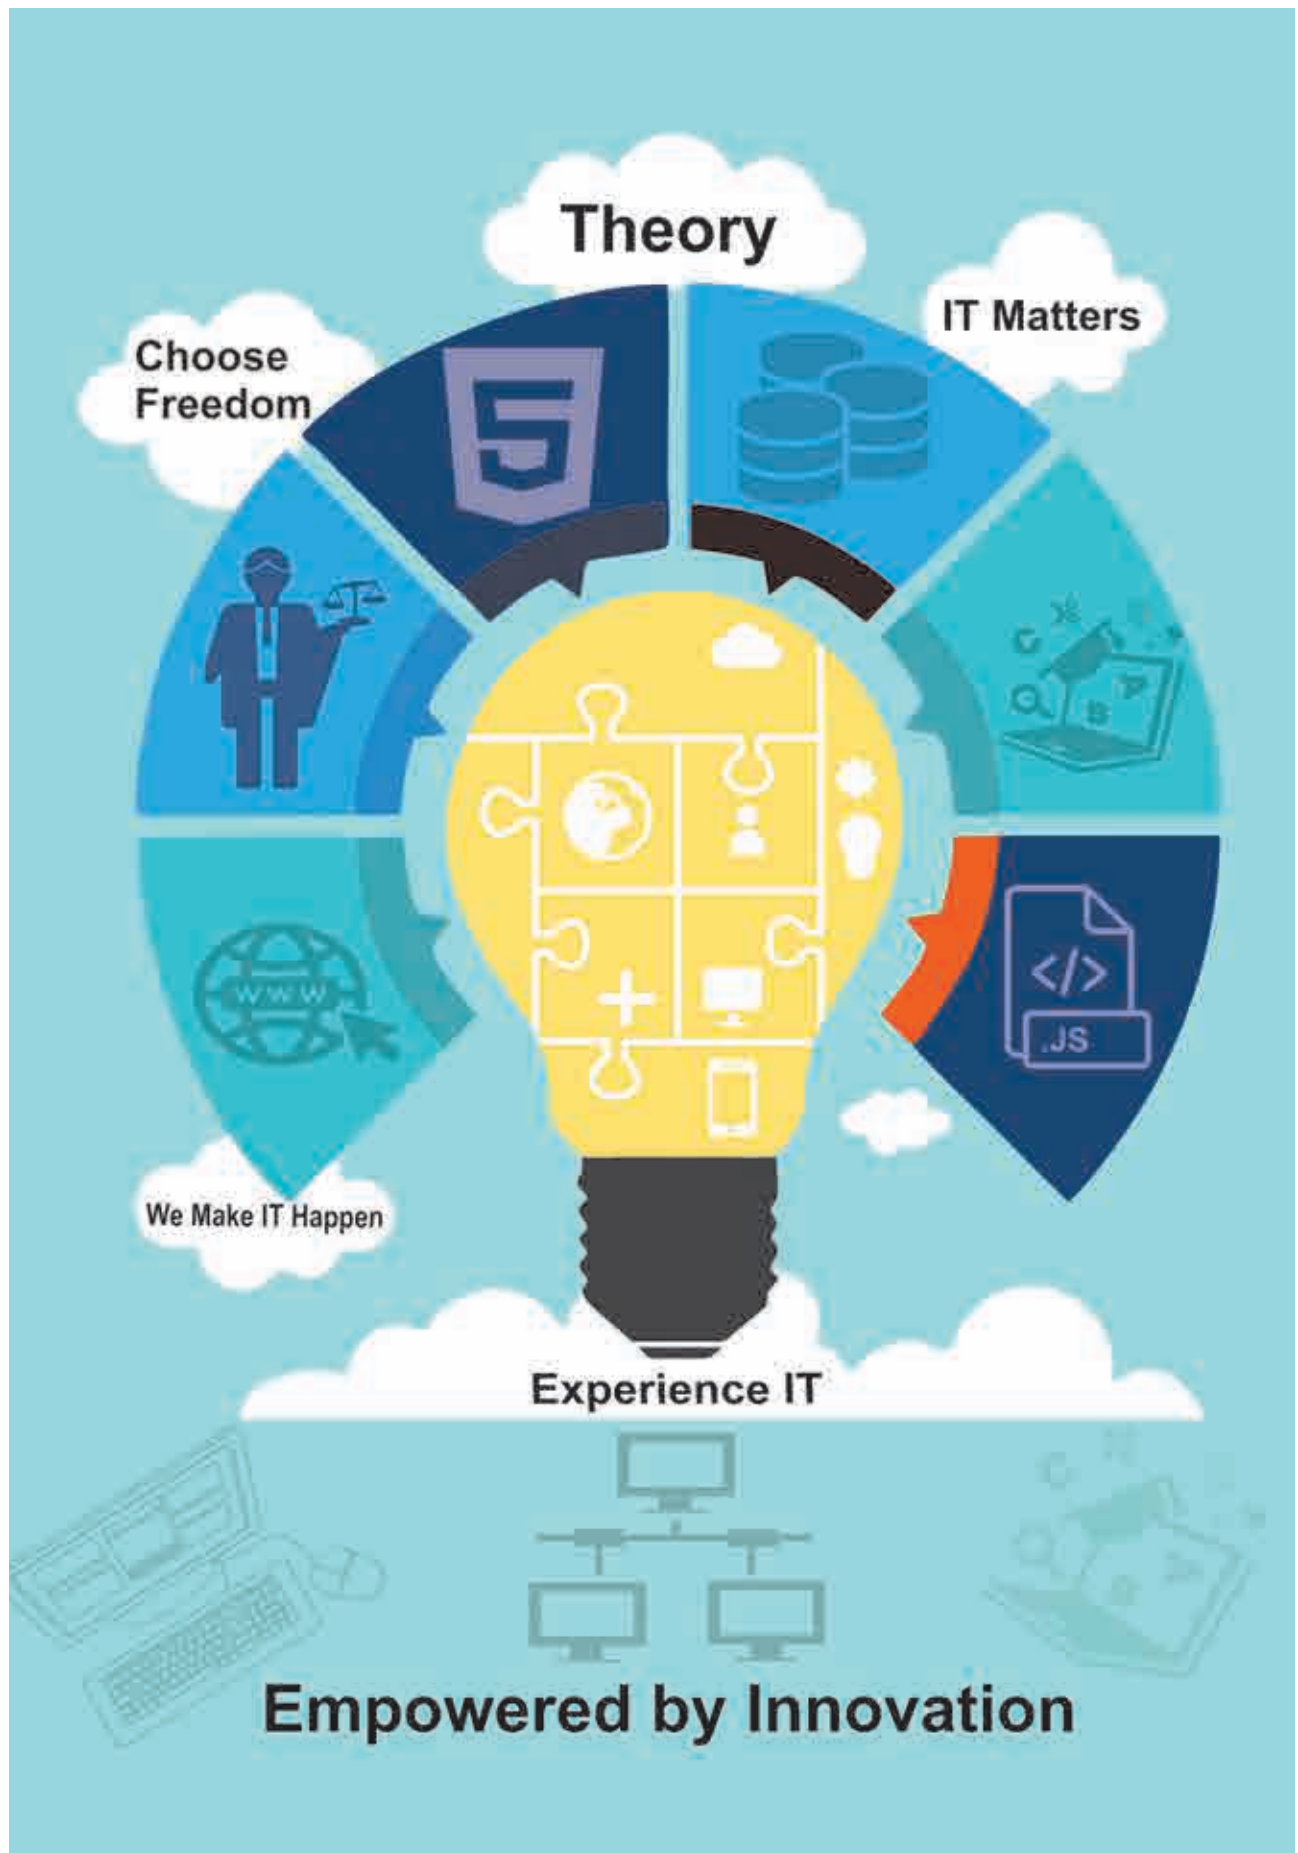 Theory
IT Matters
Choose
Freedom
5
www
</>
.JS
We Make IT Happen
Experience IT
Empowered by Innovation